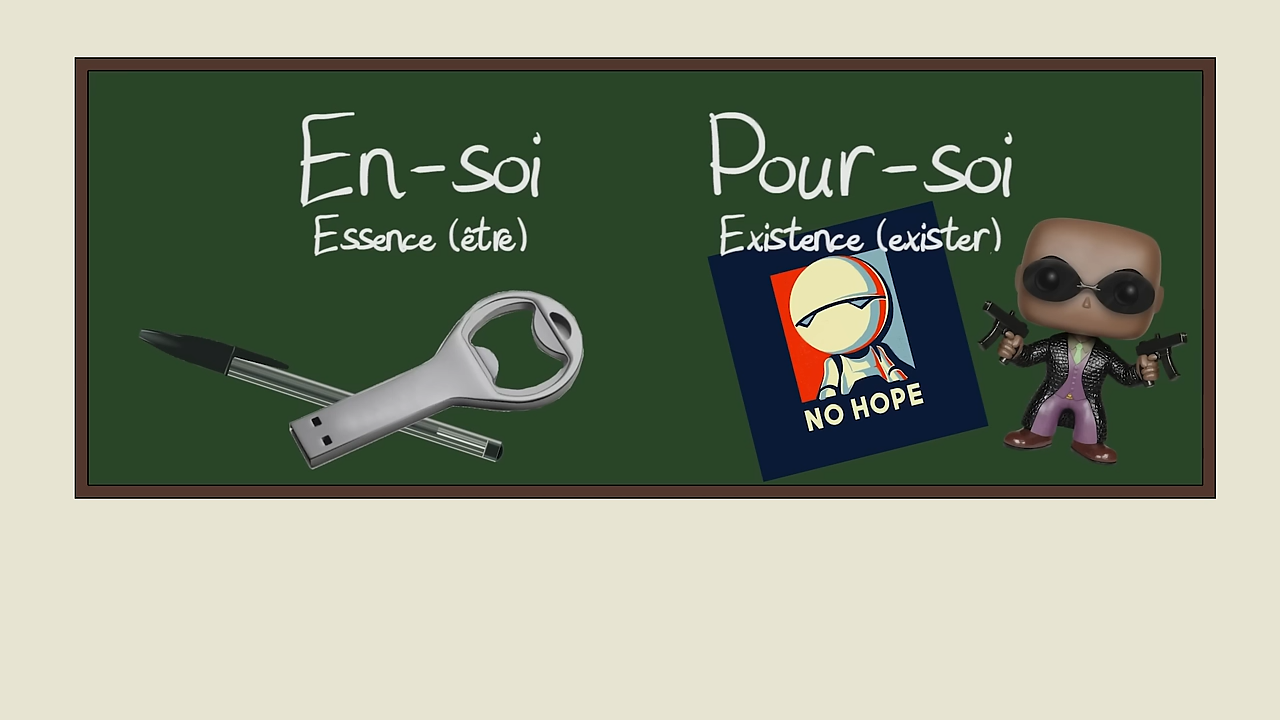 En-soi
Essence (être)
Pour-soi
Existence (exister)
NO HOPE